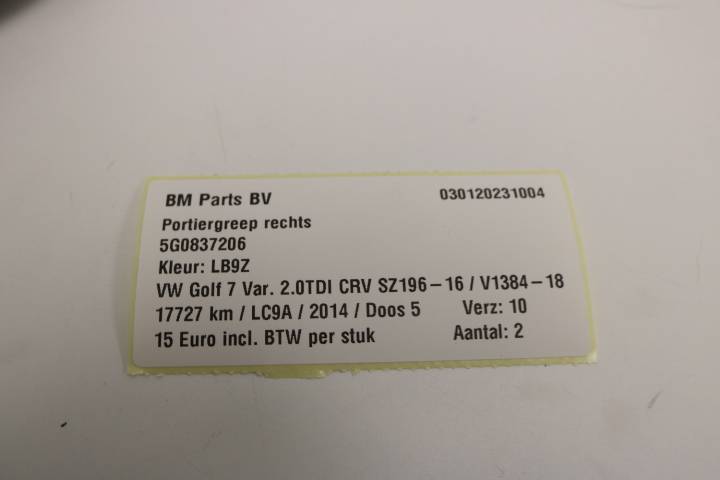 BM Parts BV 030120231004
Portiergreep rechts
5G0837206
Kleur: LB9Z
VW Golf 7 Var. 2.0TDI CRV SZ196-16 / V1384-18
17727 km / LC9A / 2014 / Doos 5 Verz: 10
15 Euro incl. BTW per stuk Aantal: 2